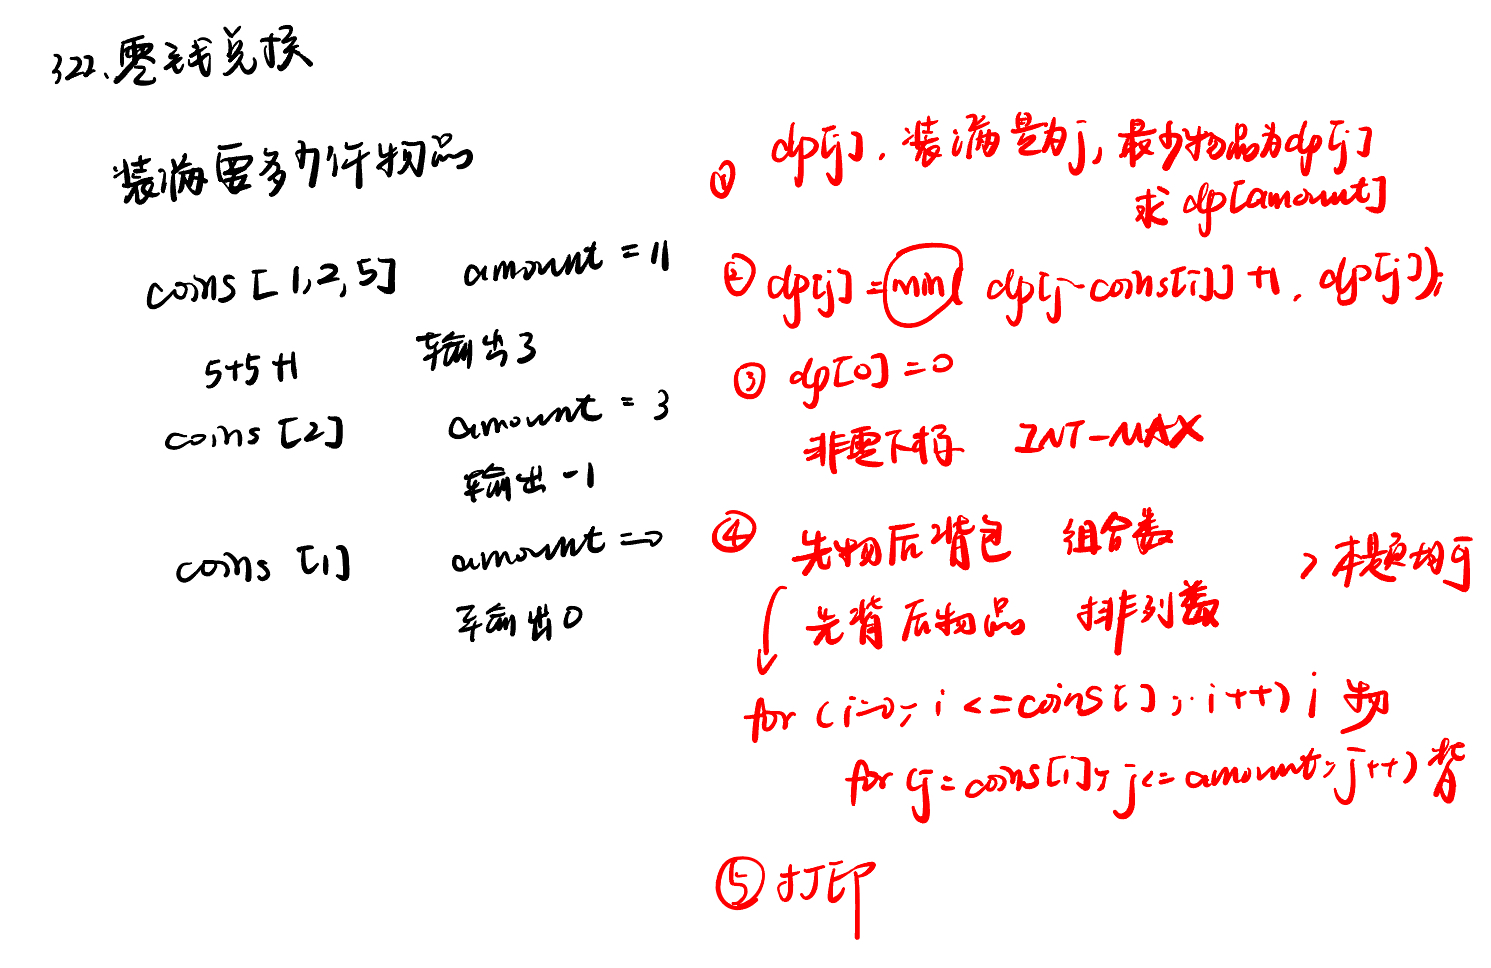 322.零钱兑换
装满需多少件物品
coins [1,2,5] amount = 11
5+5+1 输出3
coins [2] amount = 3
输出 -1
coins [1] amount = 0
输出0
① dp[j]. 装满是为j, 最少物品为dp[j]
求 dp[amount]
② dp[j] = min( dp[j-coins[i]] +1, dp[j]);
③ dp[0] = 0
非零下标 INT-MAX
④ 先物后背包 组合数
先背后物品 排列数
> 本题均可
for (i=0; i <= coins[]; i++) i 物
for (j = coins[i]; j <= amount; j++) 背
⑤ 打印